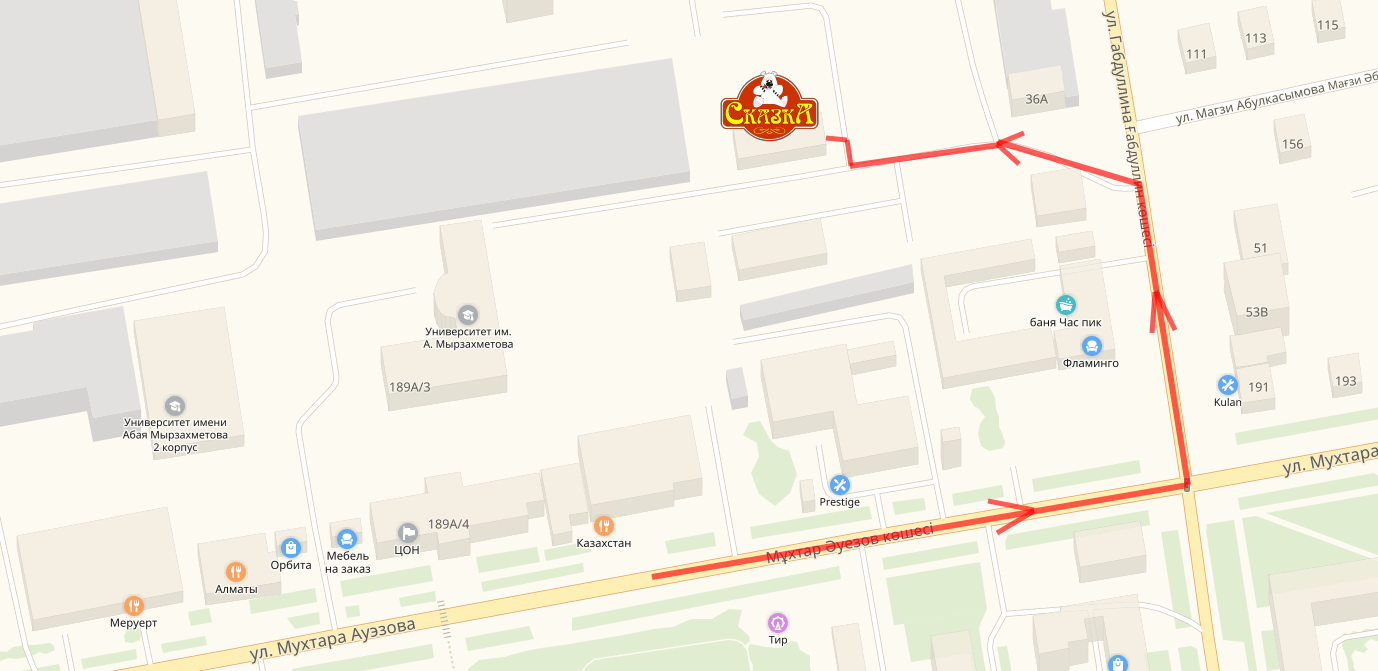 115
113
111
ул. Габдуллина Ғабдуллин көшесі
36А
СКАЗКА
ул. Магзи Абулкасымова Мағзи Әб
156
51
53В
баня Час пик
Фламинго
Университет им.
А. Мырзахметова
189А/3
Kulan
191
193
Университет имени
Абая Мырзахметова
2 корпус
ул. Мухтара
Prestige
189А/4
ЦОН
Казахстан
Мұхтар Әуезов көшесі
Орбита
Мебель
на заказ
Алматы
Меруерт
ул. Мухтара Ауэзова
Тир